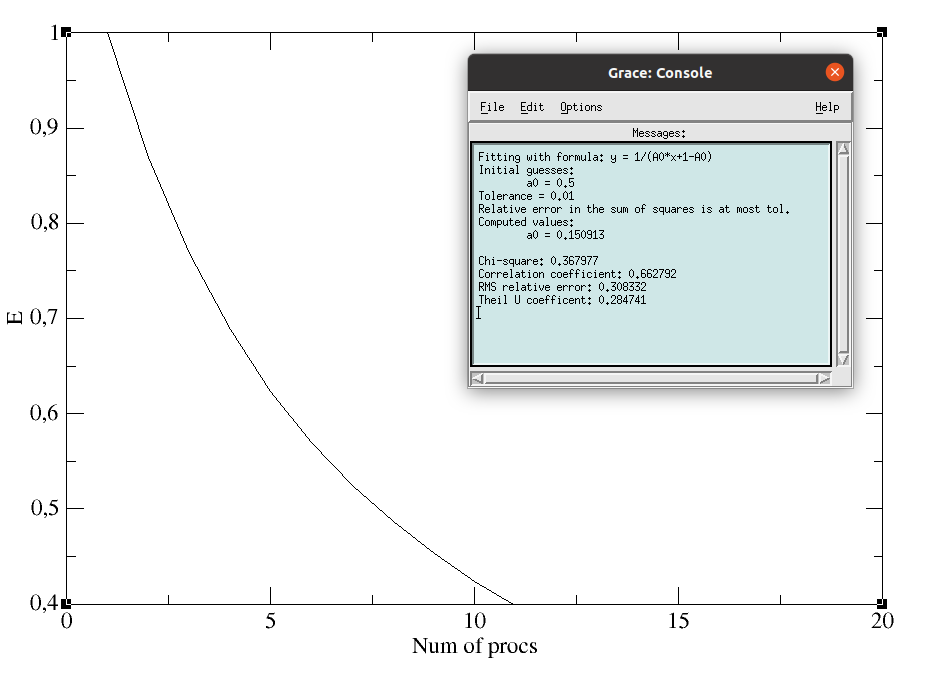 1
0,9
0,8
0,7
0,6
0,5
0,4
E
0
5
10
15
20
Num of procs
Grace: Console
File Edit Options Help
Messages:
Fitting with formula: y = 1/(A0*x+1-A0)
Initial guesses:
a0 = 0.5
Tolerance = 0.01
Relative error in the sum of squares is at most tol.
Computed values:
a0 = 0.150913
Chi-square: 0.367977
Correlation coefficient: 0.662792
RMS relative error: 0.308332
Theil U coefficent: 0.284741